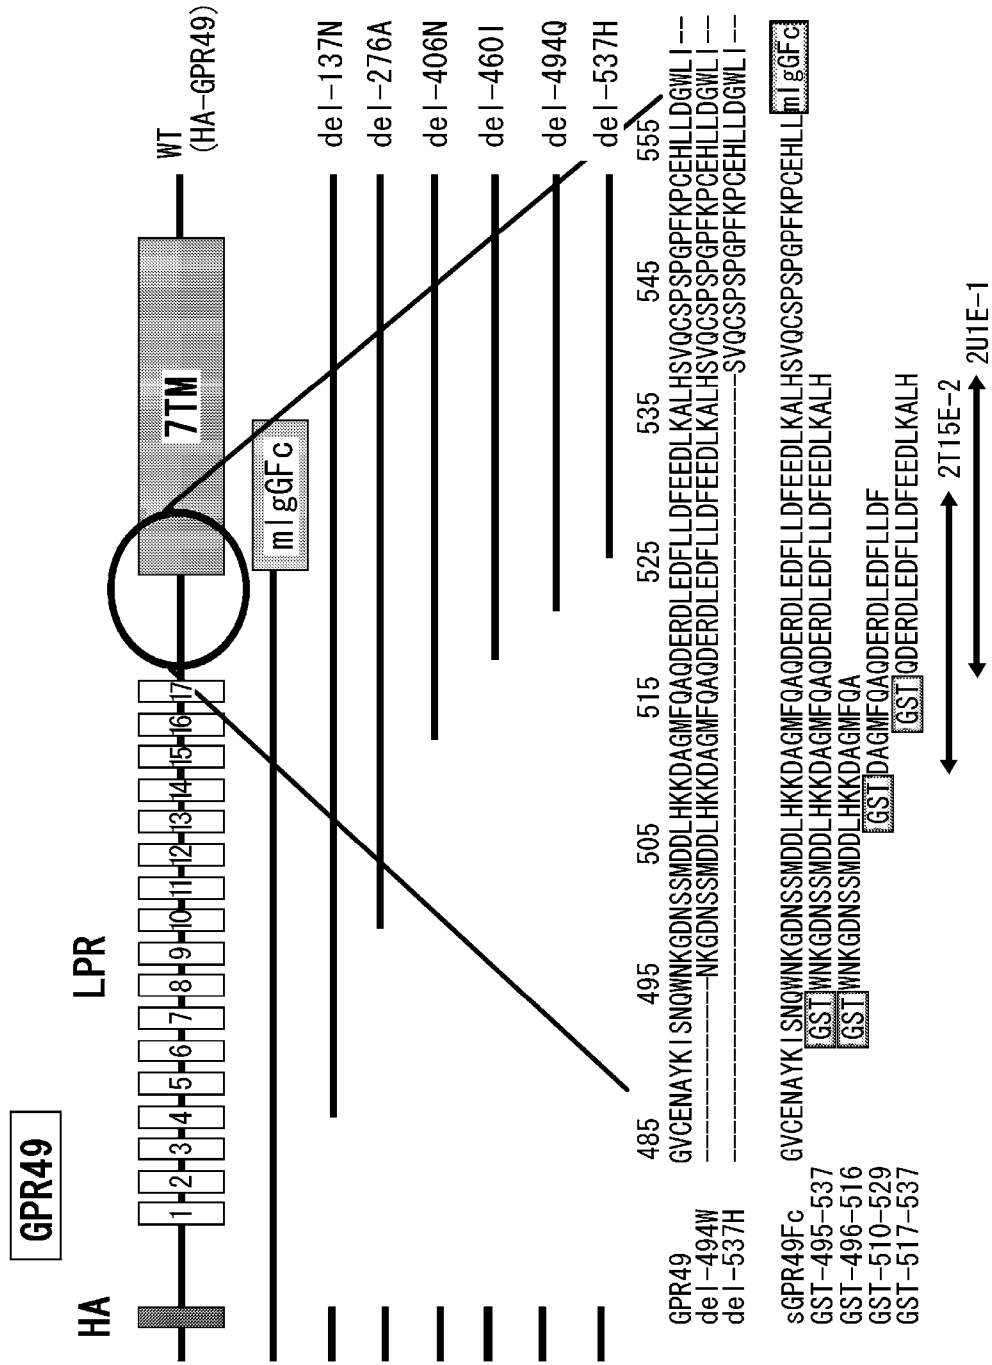 GPR49
HA
LPR
1 2 3 4 5 6 7 8 9 10 11 12 13 14 15 16 17
7TM
WT
(HA-GPR49)
mIgGFc
del-137N
del-276A
del-406N
del-460I
del-494Q
del-537H
485 495 505 515 525 535 545 555
GPR49 GVCENAYKISNQWNKGDNSSMDDLHKKDAGMFQAQDERDLEDFLLDFEEDLKALHSVQCSPSPGPFKPCEHLLDGWLI--
del-494W -------------NKGDNSSMDDLHKKDAGMFQAQDERDLEDFLLDFEEDLKALHSVQCSPSPGPFKPCEHLLDGWLI--
del-537H -------------------------------------------------------SVQCSPSPGPFKPCEHLLDGWLI--
sGPR49Fc GVCENAYKISNQWNKGDNSSMDDLHKKDAGMFQAQDERDLEDFLLDFEEDLKALHSVQCSPSPGPFKPCEHLL mIgGFc
GST-495-537 GST WNKGDNSSMDDLHKKDAGMFQAQDERDLEDFLLDFEEDLKALH
GST-496-516 GST WNKGDNSSMDDLHKKDAGMFQA
GST-510-529 GST DAGMFQAQDERDLEDFLLDF
GST-517-537 GST QDERDLEDFLLDFEEDLKALH
2T15E-2
2U1E-1